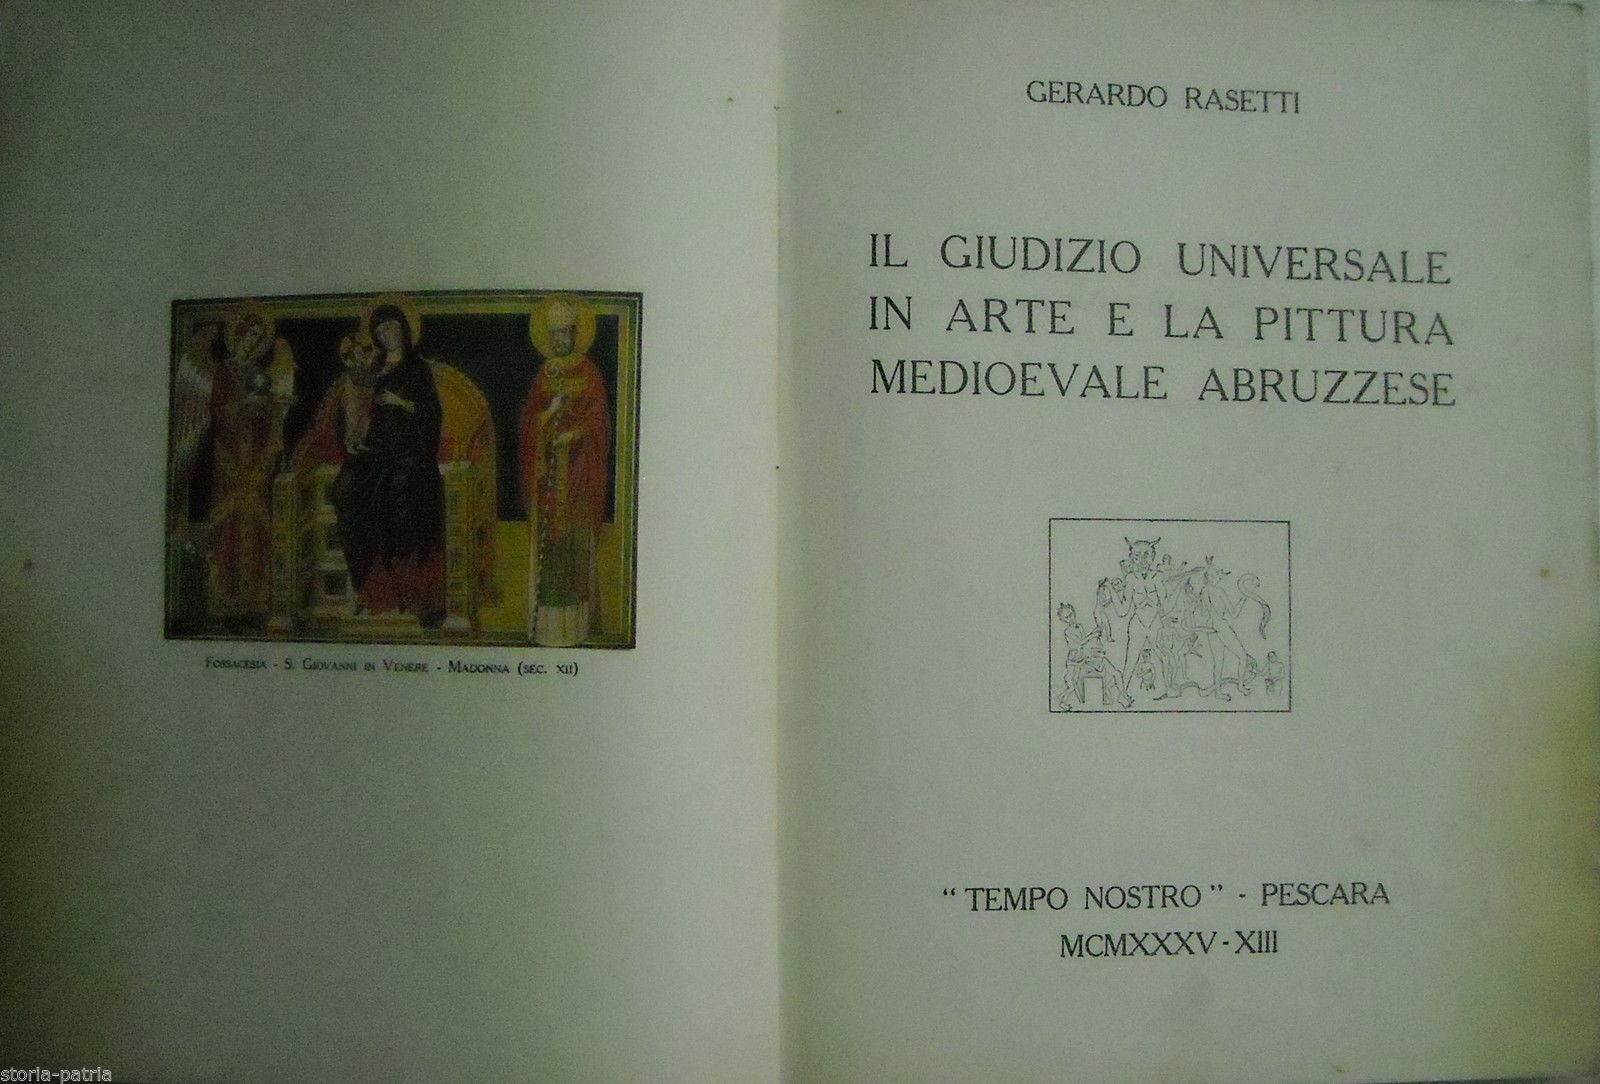 FOSSACESIA - S. GIOVANNI IN VENERE - MADONNA (SEC. XII)
GERARDO RASETTI
IL GIUDIZIO UNIVERSALE
IN ARTE E LA PITTURA
MEDIOEVALE ABRUZZESE
“ TEMPO NOSTRO ” - PESCARA
MCMXXXV - XIII
storia-patria